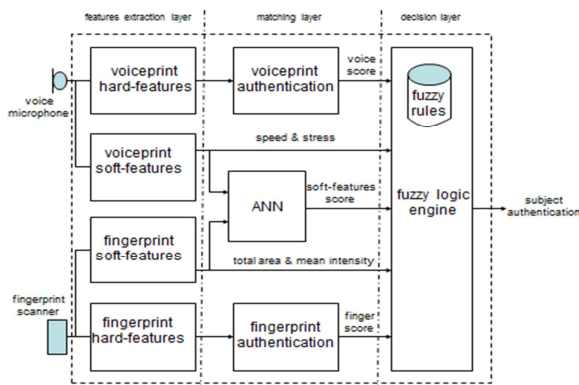 features extraction layer
matching layer
decision layer
voiceprint
hard-features
voiceprint
authentication
voice
score
fuzzy
rules
voice
microphone
speed & stress
voiceprint
soft-features
ANN
soft-features
score
fuzzy logic
engine
subject
authentication
fingerprint
soft-features
total area & mean intensity
fingerprint
scanner
fingerprint
hard-features
fingerprint
authentication
finger
score